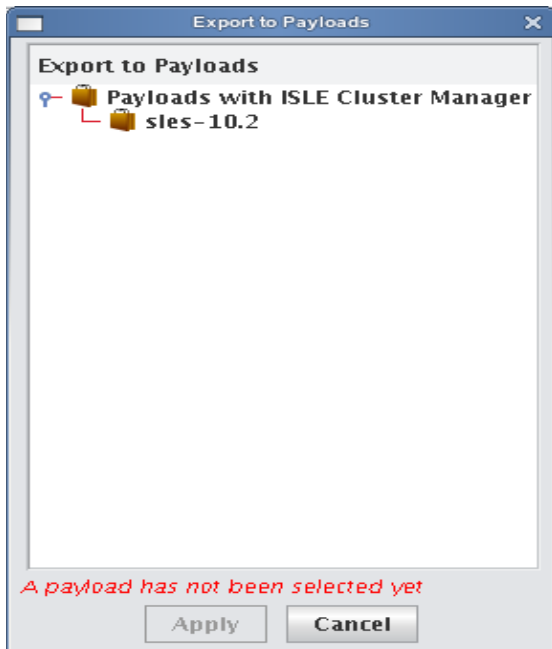 Export to Payloads
Export to Payloads
Payloads with ISLE Cluster Manager
sles-10.2
A payload has not been selected yet
Apply Cancel